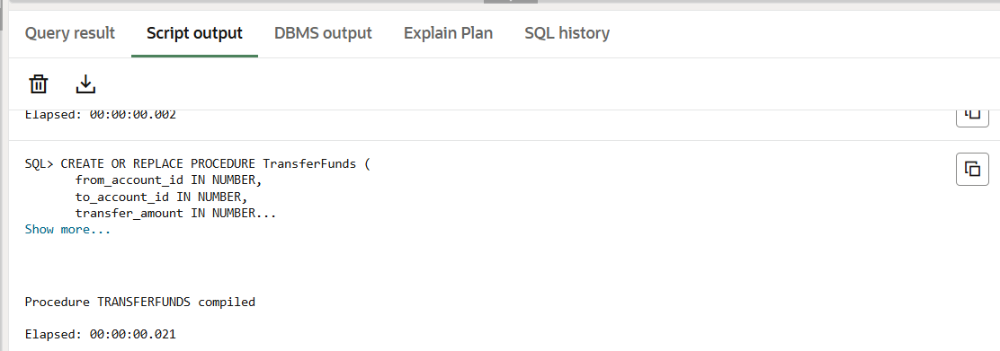 Query result Script output DBMS output Explain Plan SQL history
Elapsed: 00:00:00.002
SQL> CREATE OR REPLACE PROCEDURE TransferFunds (
from_account_id IN NUMBER,
to_account_id IN NUMBER,
transfer_amount IN NUMBER...
Show more...
Procedure TRANSFERFUNDS compiled
Elapsed: 00:00:00.021